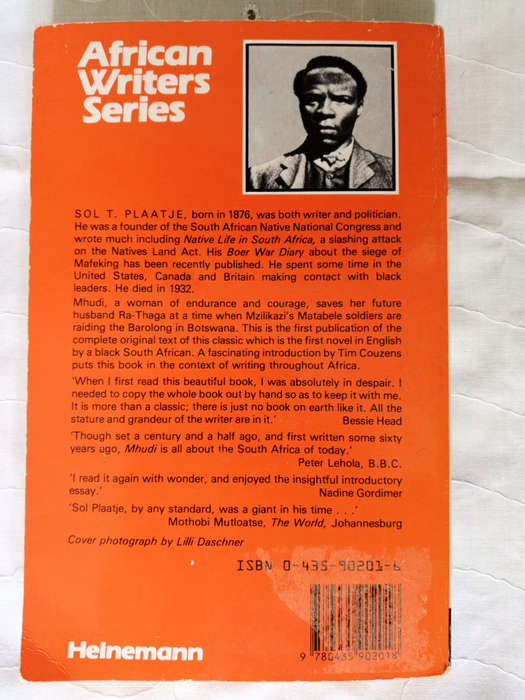 African
Writers
Series
SOL T. PLAATJE, born in 1876, was both writer and politician.
He was a founder of the South African Native National Congress and
wrote much including Native Life in South Africa, a slashing attack
on the Natives Land Act. His Boer War Diary about the siege of
Mafeking has been recently published. He spent some time in the
United States, Canada and Britain making contact with black
leaders. He died in 1932.
Mhudi, a woman of endurance and courage, saves her future
husband Ra-Thaga at a time when Mzilikazi's Matabele soldiers are
raiding the Barolong in Botswana. This is the first publication of the
complete original text of this classic which is the first novel in English
by a black South African. A fascinating introduction by Tim Couzens
puts this book in the context of writing throughout Africa.
'When I first read this beautiful book, I was absolutely in despair. I
needed to copy the whole book out by hand so as to keep it with me.
It is more than a classic; there is just no book on earth like it. All the
stature and grandeur of the writer are in it.' Bessie Head
'Though set a century and a half ago, and first written some sixty
years ugo, Mhudi is all about the South Africa of today.'
Peter Lehola, B.B.C.
'I read it again with wonder, and enjoyed the insightful introductory
essay.' Nadine Gordimer
'Sol Plaatje, by any standard, was a giant in his time . . .'
Mothobi Mutloatse, The World, Johannesburg
Cover photograph by Lilli Daschner
ISBN 0-435-90201-6
9 780435 902018
Heinemann